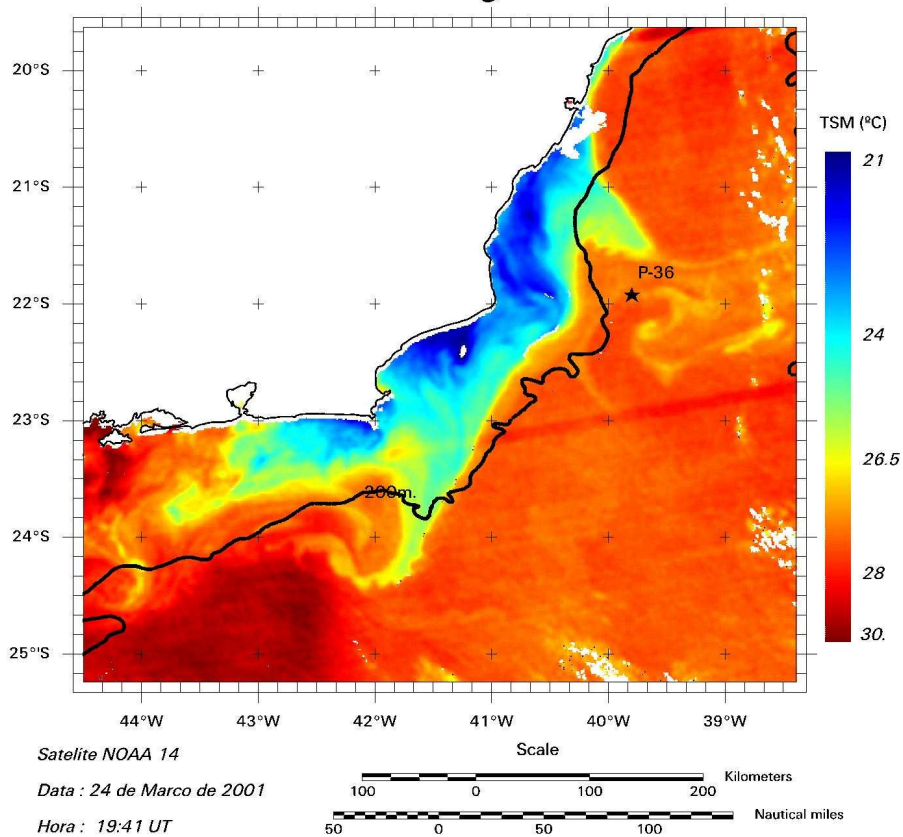 20°S
21°S
22°S
23°S
24°S
25°S
P-36
200m.
TSM (ºC)
21
24
26.5
28
30.
44°W
43°W
42°W
41°W
40°W
39°W
Satelite NOAA 14
Data : 24 de Marco de 2001
Hora : 19:41 UT
Scale
100 0 100 200
Kilometers
50 0 50 100
Nautical miles